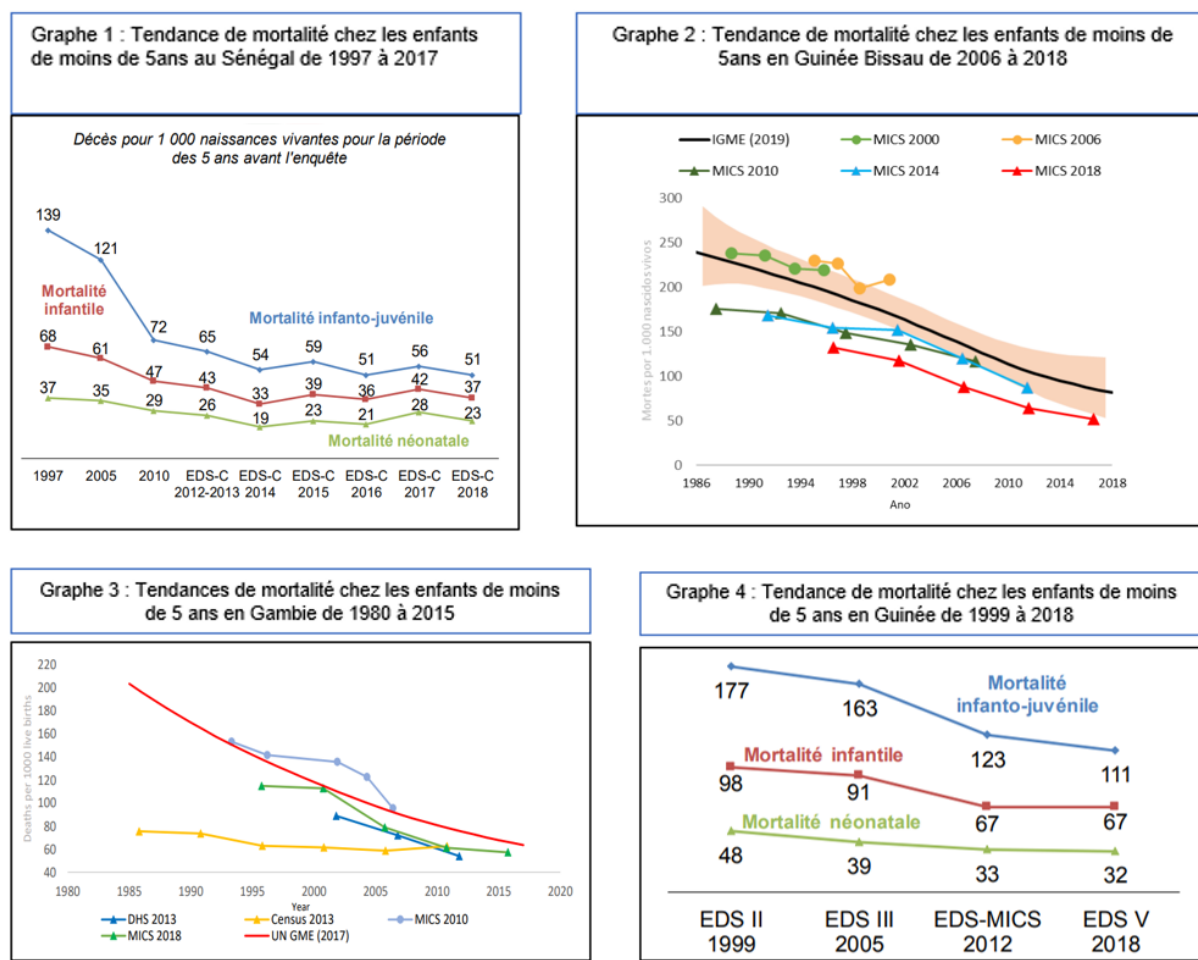 Graphe 1 : Tendance de mortalité chez les enfants
de moins de 5ans au Sénégal de 1997 à 2017
Décès pour 1 000 naissances vivantes pour la période
des 5 ans avant l'enquête
139
121
72
65
54
59
51
56
51
Mortalité
infantile
Mortalité infanto-juvénile
68
61
47
43
33
39
36
42
37
37
35
29
26
19
23
21
28
23
Mortalité néonatale
1997 2005 2010 EDS-C EDS-C EDS-C EDS-C EDS-C EDS-C
2012-2013 2014 2015 2016 2017 2018
Graphe 2 : Tendance de mortalité chez les enfants de moins de
5ans en Guinée Bissau de 2006 à 2018
IGME (2019) MICS 2000 MICS 2006
MICS 2010 MICS 2014 MICS 2018
Mortes por 1.000 nascidos vivos
300
250
200
150
100
50
0
1986 1990 1994 1998 2002 2006 2010 2014 2018
Ano
Graphe 3 : Tendances de mortalité chez les enfants de moins
de 5 ans en Gambie de 1980 à 2015
Deaths per 1000 live births
220
200
180
160
140
120
100
80
60
40
1980 1985 1990 1995 2000 2005 2010 2015 2020
Year
DHS 2013 Census 2013 MICS 2010
MICS 2018 UN GME (2017)
Graphe 4 : Tendance de mortalité chez les enfants de moins
de 5 ans en Guinée de 1999 à 2018
177
163
123
111
Mortalité
infanto-juvénile
Mortalité infantile
98
91
67
67
Mortalité néonatale
48
39
33
32
EDS II EDS III EDS-MICS EDS V
1999 2005 2012 2018